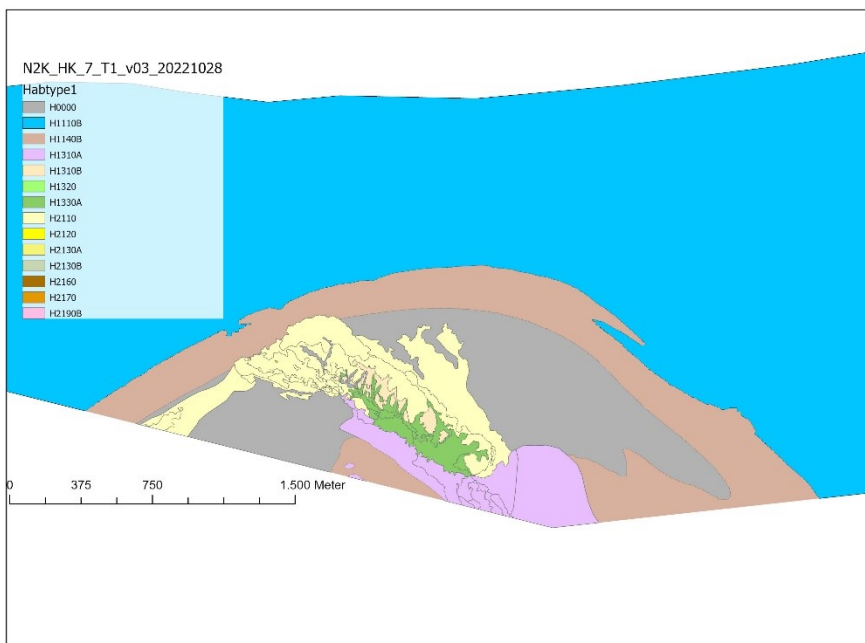 N2K_HK_7_T1_v03_20221028
Habtype1
H0000
H1110B
H1140B
H1310A
H1310B
H1320
H1330A
H2110
H2120
H2130A
H2130B
H2160
H2170
H2190B
0 375 750 1.500 Meter